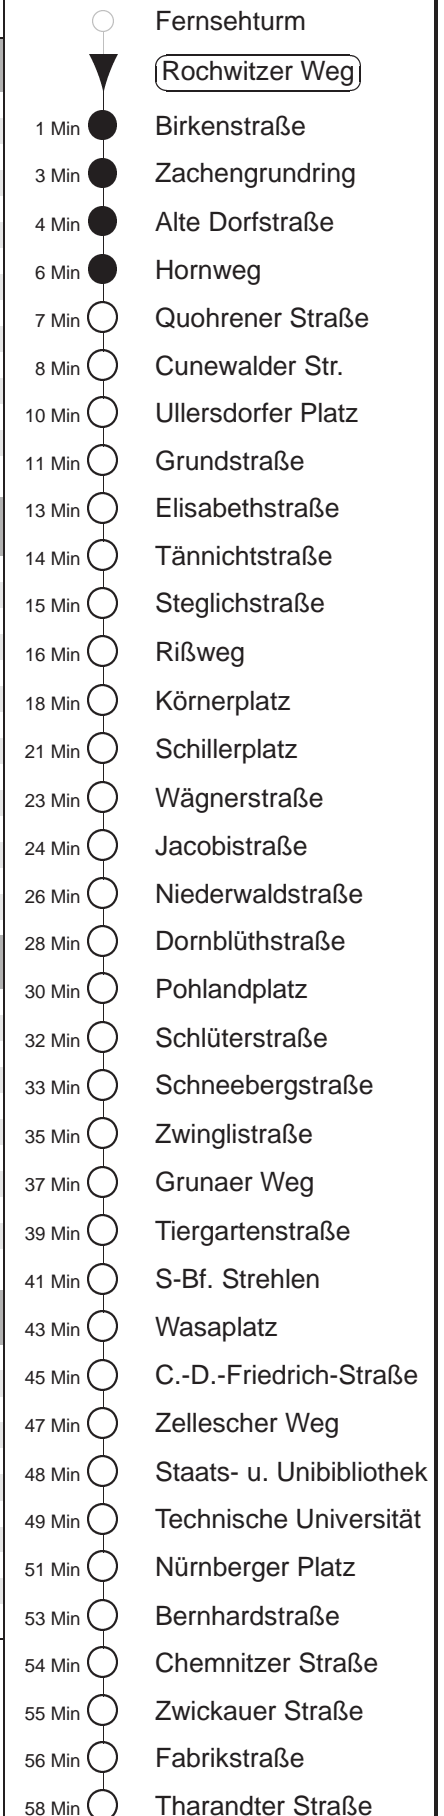 Fernsehturm
Rochwitzer Weg
1 Min Birkenstraße
3 Min Zachengrundring
4 Min Alte Dorfstraße
6 Min Hornweg
7 Min Quohrener Straße
8 Min Cunewalder Str.
10 Min Ullersdorfer Platz
11 Min Grundstraße
13 Min Elisabethstraße
14 Min Tännichtstraße
15 Min Steglichstraße
16 Min Rißweg
18 Min Körnerplatz
21 Min Schillerplatz
23 Min Wägnerstraße
24 Min Jacobistraße
26 Min Niederwaldstraße
28 Min Dornblüthstraße
30 Min Pohlandplatz
32 Min Schlüterstraße
33 Min Schneebergstraße
35 Min Zwinglistraße
37 Min Grunaer Weg
39 Min Tiergartenstraße
41 Min S-Bf. Strehlen
43 Min Wasaplatz
45 Min C.-D.-Friedrich-Straße
47 Min Zellescher Weg
48 Min Staats- u. Unibibliothek
49 Min Technische Universität
51 Min Nürnberger Platz
53 Min Bernhardstraße
54 Min Chemnitzer Straße
55 Min Zwickauer Straße
56 Min Fabrikstraße
58 Min Tharandter Straße